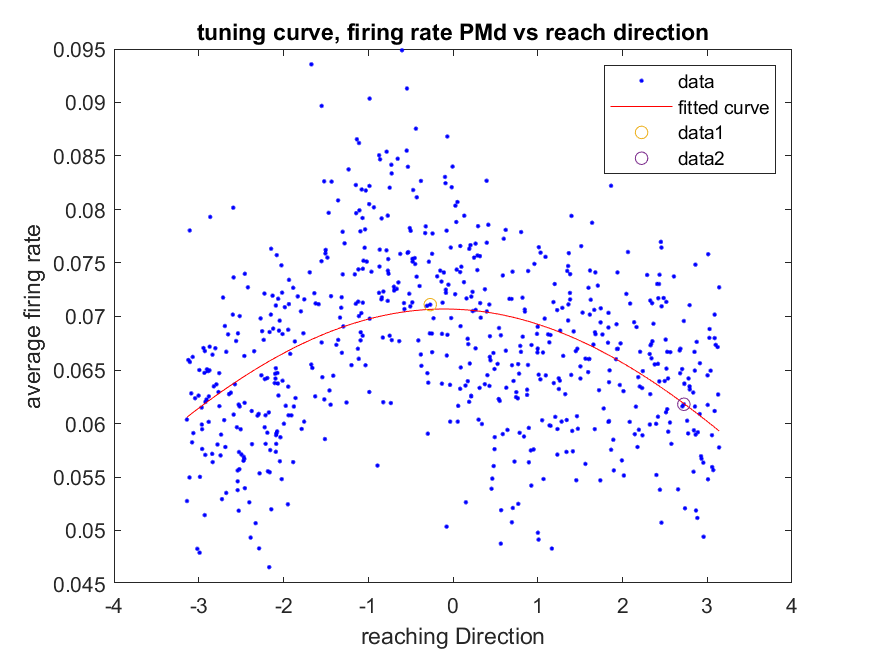 tuning curve, firing rate PMd vs reach direction
0.095
0.09
0.085
0.08
0.075
0.07
0.065
0.06
0.055
0.05
0.045
average firing rate
data
fitted curve
data1
data2
-4 -3 -2 -1 0 1 2 3 4
reaching Direction